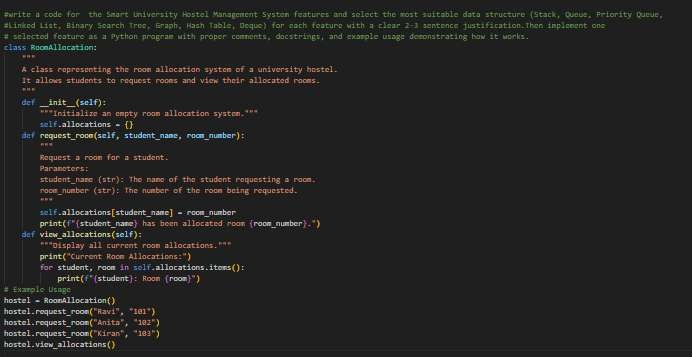 #write a code for  the Smart University Hostel Management System features and select the most suitable data structure (Stack, Queue, Priority Queue,
#Linked List, Binary Search Tree, Graph, Hash Table, Deque) for each feature with a clear 2-3 sentence justification.Then implement one
# selected feature as a Python program with proper comments, docstrings, and example usage demonstrating how it works.
class RoomAllocation:
    """
    A class representing the room allocation system of a university hostel.
    It allows students to request rooms and view their allocated rooms.
    """
    def __init__(self):
        """Initialize an empty room allocation system."""
        self.allocations = {}
    def request_room(self, student_name, room_number):
        """
        Request a room for a student.
        Parameters:
        student_name (str): The name of the student requesting a room.
        room_number (str): The number of the room being requested.
        """
        self.allocations[student_name] = room_number
        print(f"{student_name} has been allocated room {room_number}.")
    def view_allocations(self):
        """Display all current room allocations."""
        print("Current Room Allocations:")
        for student, room in self.allocations.items():
            print(f"{student}: Room {room}")
# Example Usage
hostel = RoomAllocation()
hostel.request_room("Ravi", "101")
hostel.request_room("Anita", "102")
hostel.request_room("Kiran", "103")
hostel.view_allocations()